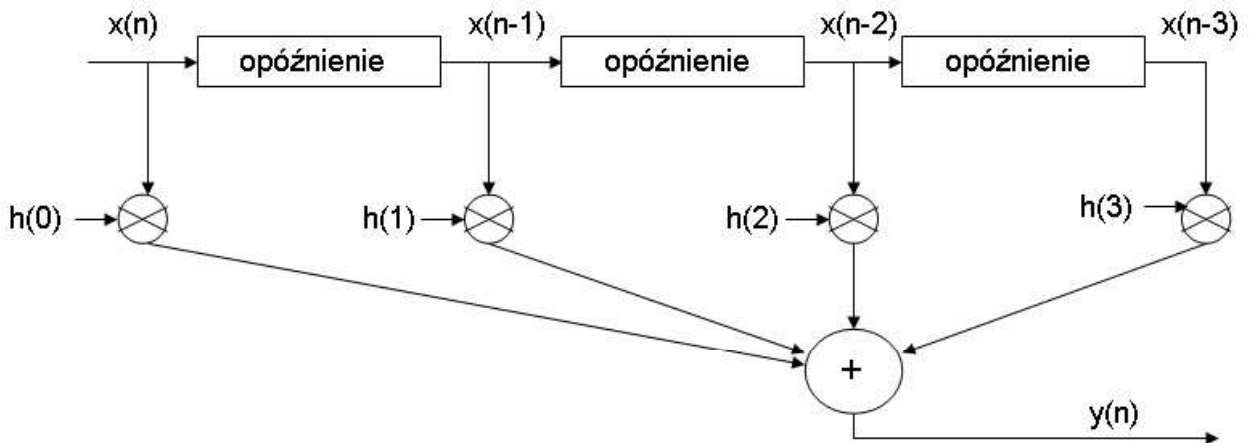 x(n) x(n-1) x(n-2) x(n-3)
opóźnienie opóźnienie opóźnienie
h(0) h(1) h(2) h(3)
+
y(n)